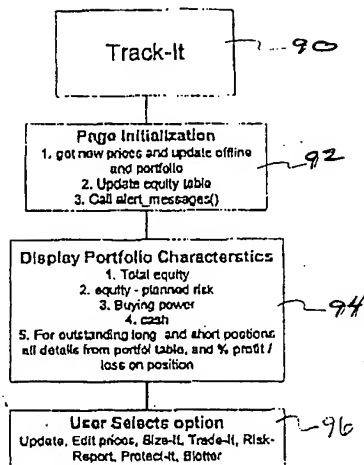 Track-It
90
Page Initialization
1. get new prices and update offline
and portfolio
2. Update equity table
3. Call alert_messages()
92
Display Portfolio Characterstics
1. Total equity
2. equity - planned risk
3. Buying power
4. cash
5. For outstanding long and short postions
all details from portfol table, and % profit /
loss on position
94
User Selects option
Update, Edit prices, Size-It, Trade-It, Risk-
Report, Protect-It, Blotter
96